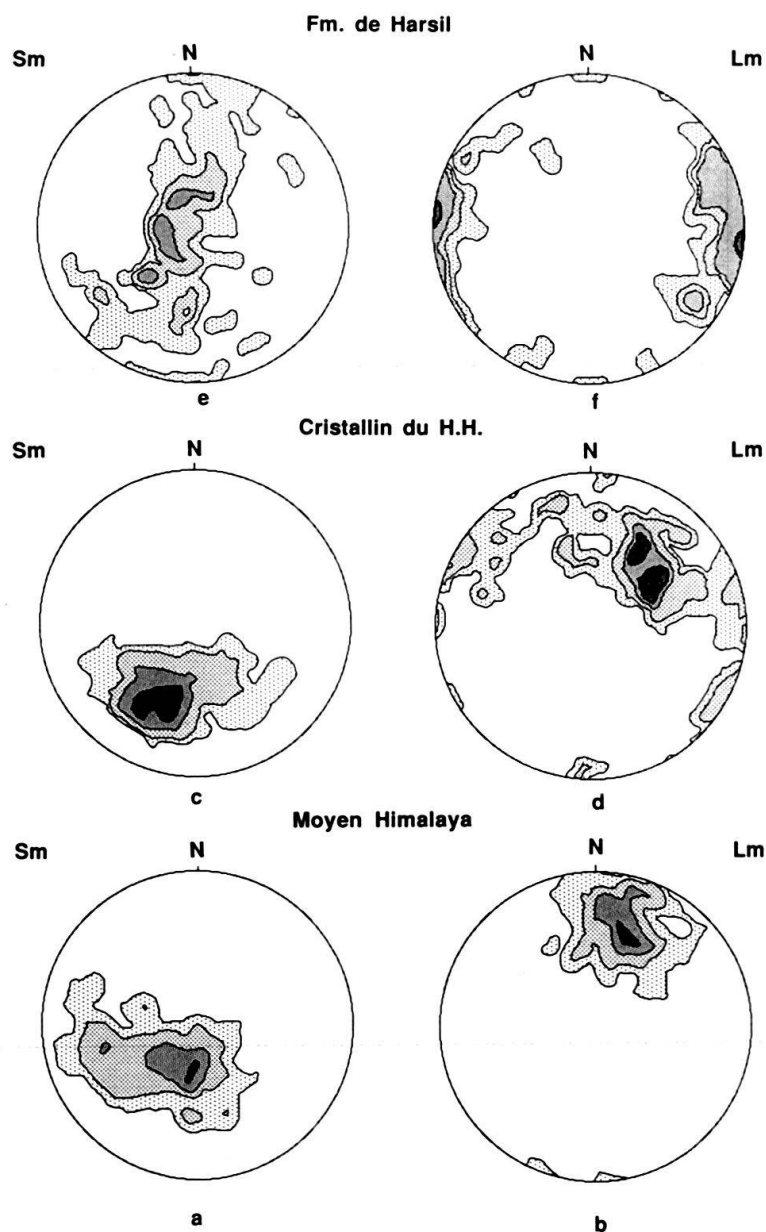 Fm. de Harsil
Sm N N Lm
e f
Cristallin du H.H.
Sm N N Lm
c d
Moyen Himalaya
Sm N N Lm
a b